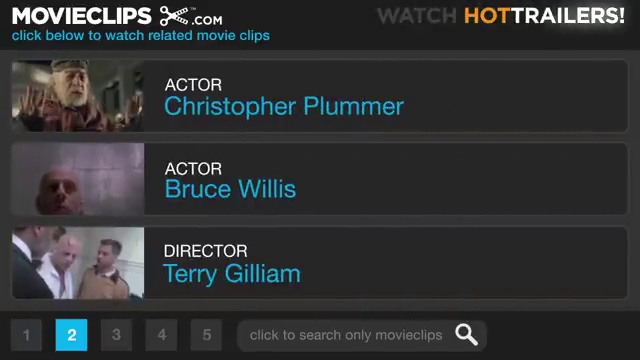 MOVIECLIPS .COM
WATCH HOTTRAILERS!
click below to watch related movie clips
ACTOR
Christopher Plummer
ACTOR
Bruce Willis
DIRECTOR
Terry Gilliam
1 2 3 4 5 click to search only movieclips